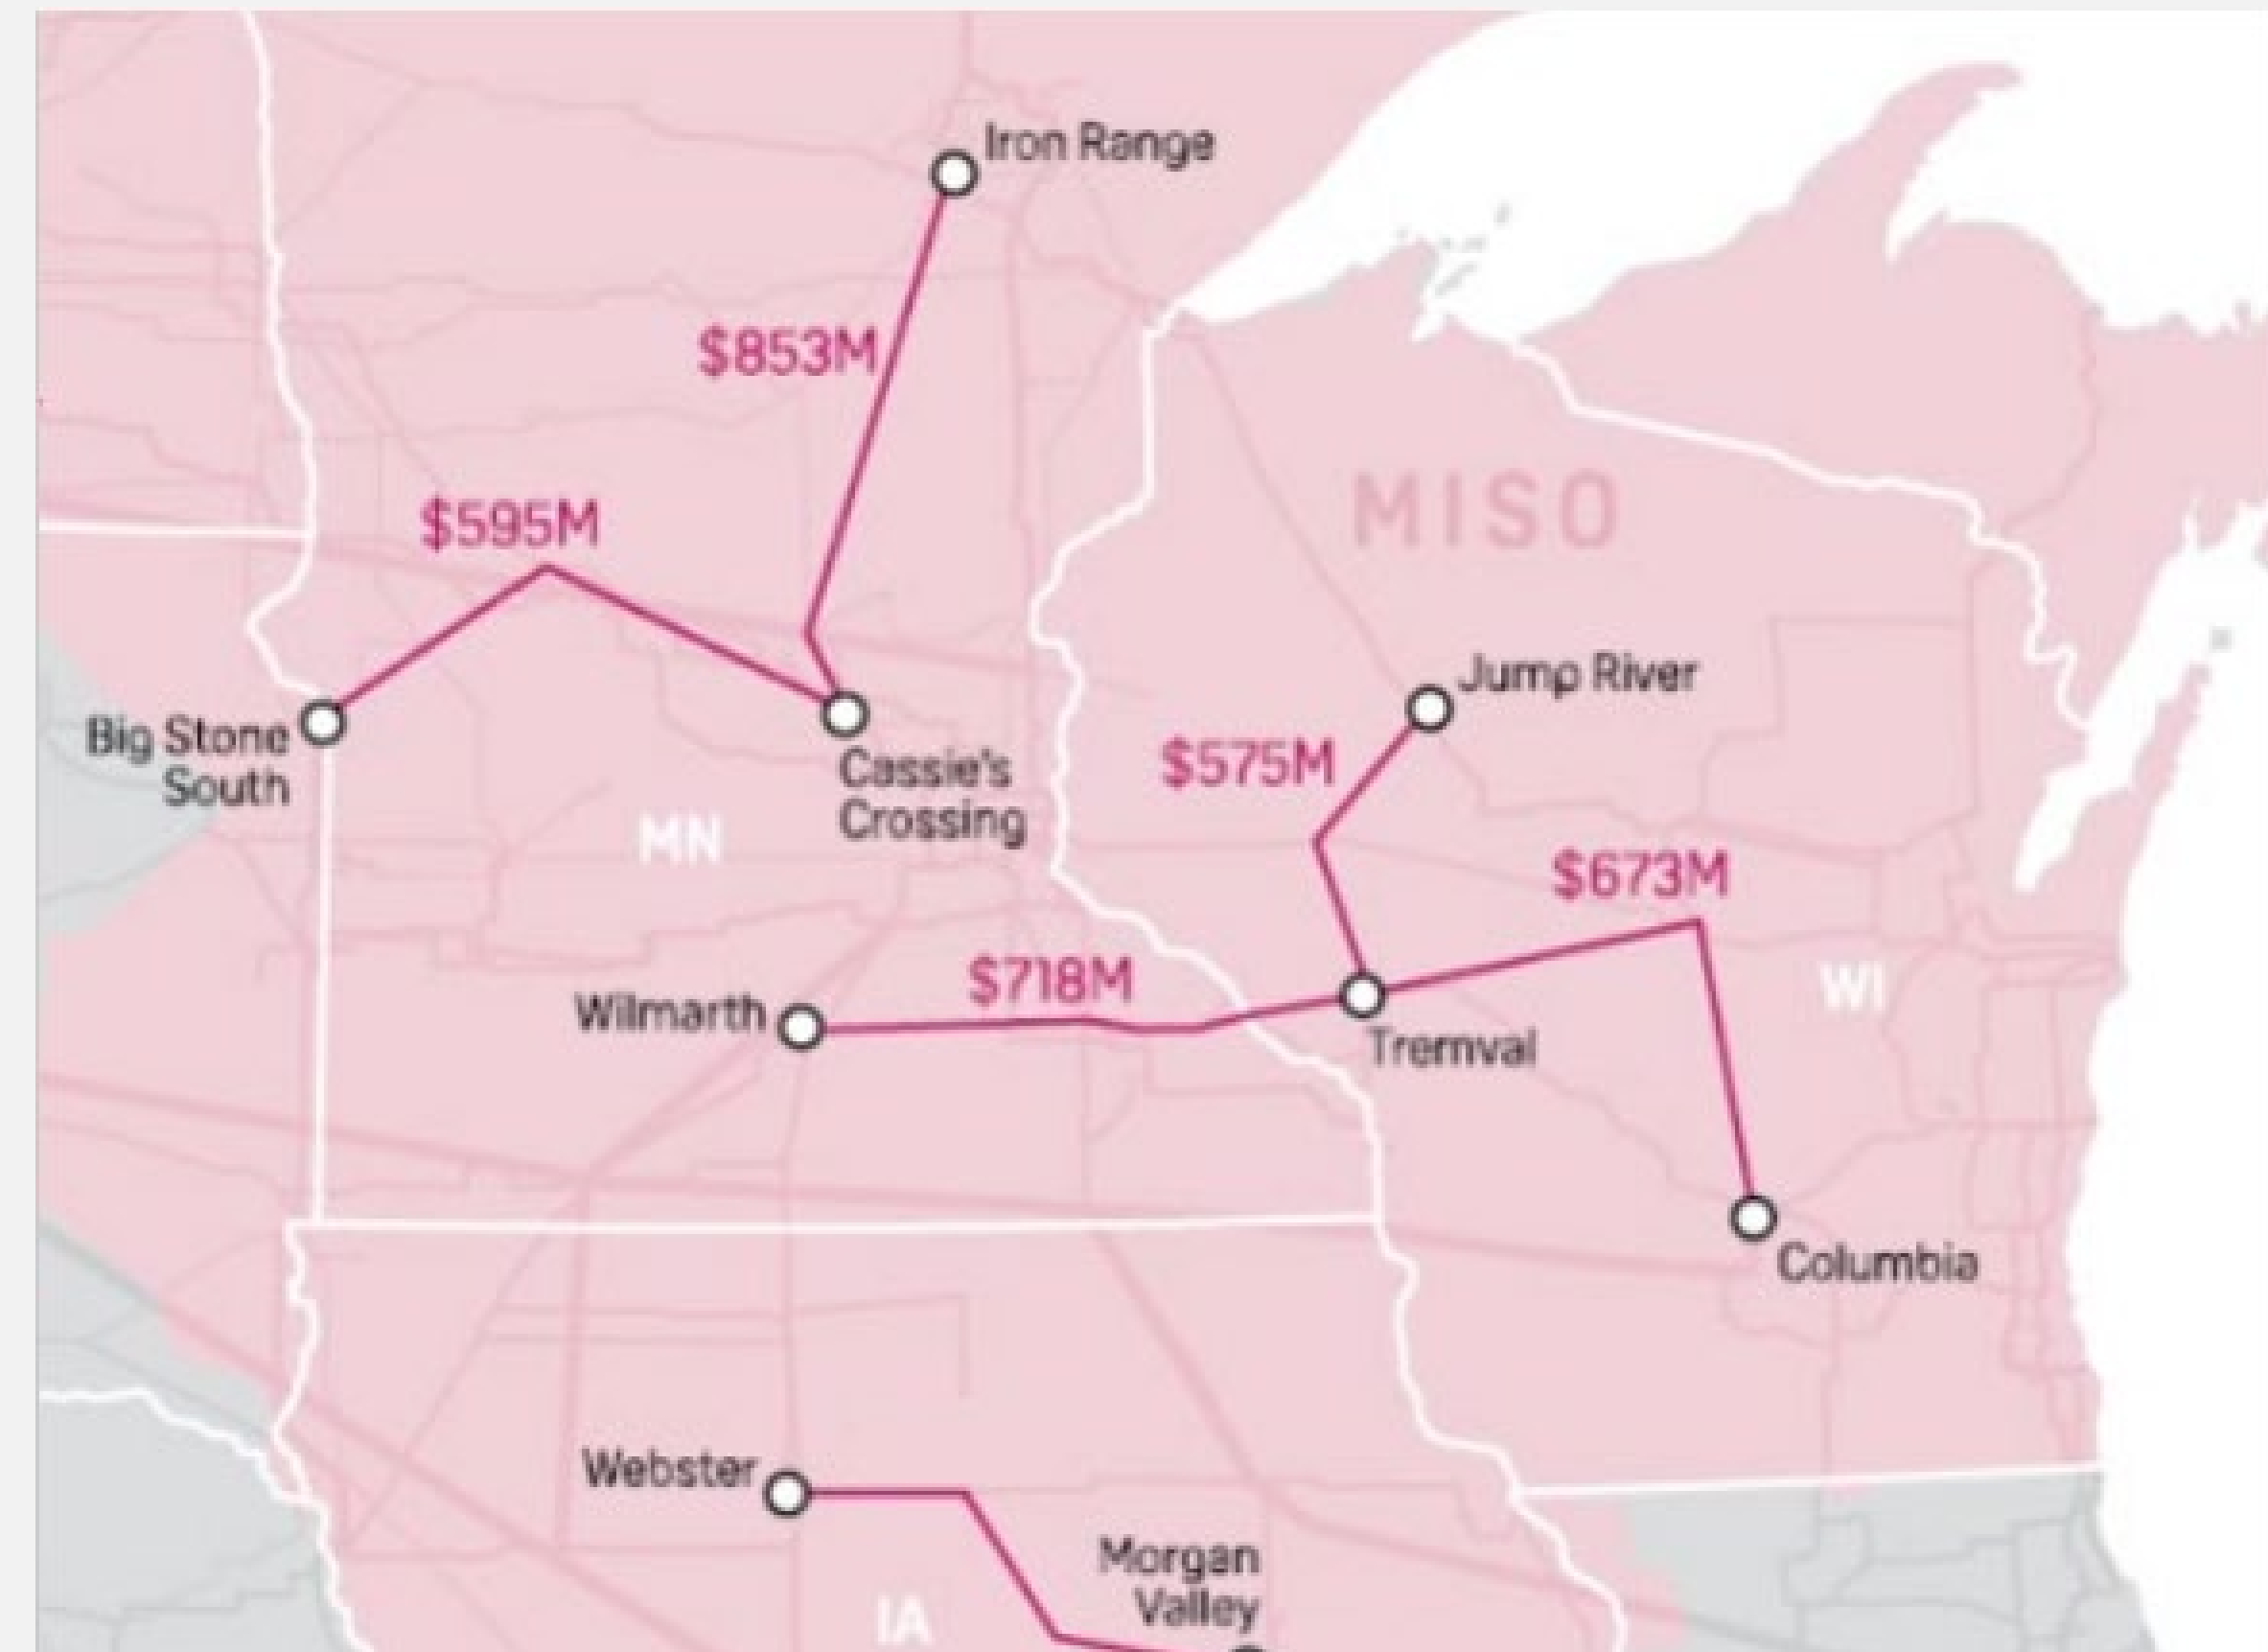 Iron Range
$853M
MISO
$595M
Jump River
Big Stone
South
$575M
Cassie's
Crossing
MN
$673M
$718M
WI
Wilmarth
Tremval
Columbia
Webster
Morgan
Valley
IA